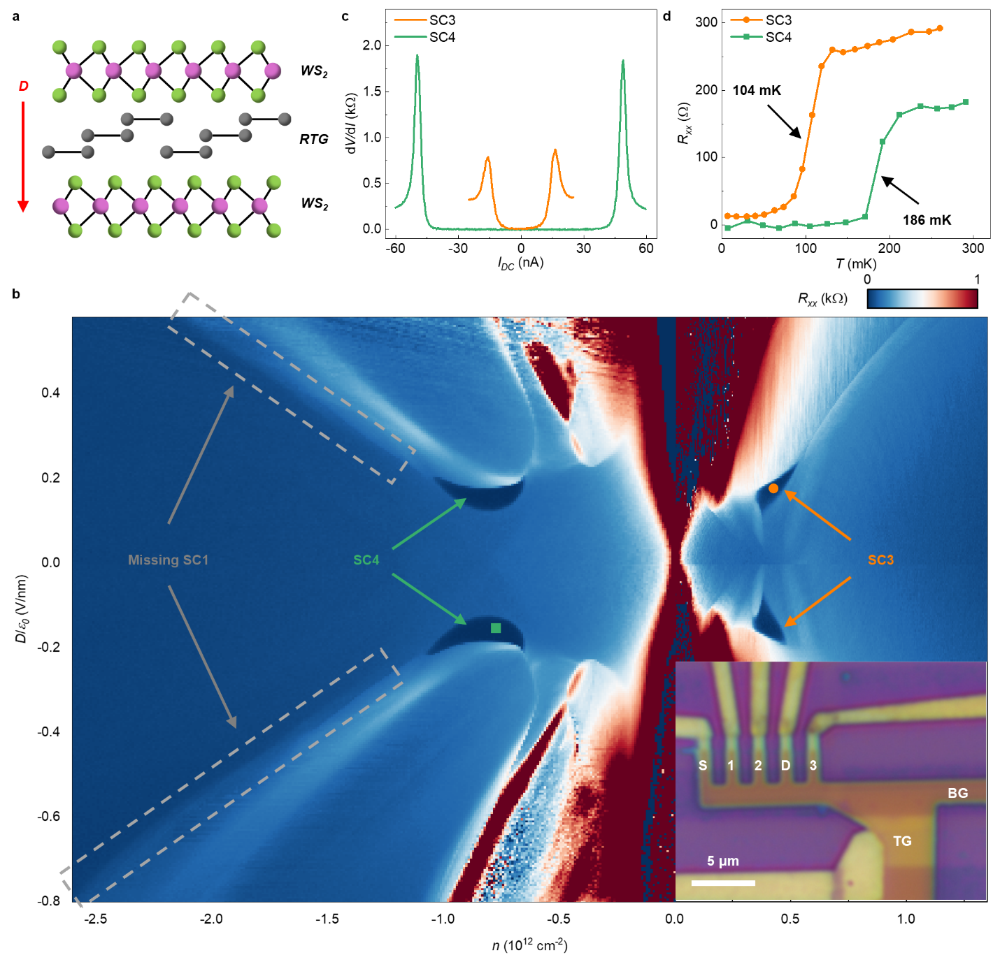 a
D
WS2
RTG
WS2
c
SC3
SC4
dV/dI (kΩ)
2.0
1.5
1.0
0.5
0.0
-60
-30
0
30
60
IDC (nA)
d
SC3
SC4
Rxx (Ω)
300
200
100
0
104 mK
186 mK
0
100
200
300
T (mK)
b
Rxx (kΩ)
0
1
D/ε0 (V/nm)
0.4
0.2
0.0
-0.2
-0.4
-0.6
-0.8
Missing SC1
SC4
SC3
S
1
2
D
3
BG
TG
5 µm
-2.5
-2.0
-1.5
-1.0
-0.5
0.0
0.5
1.0
n (10^12 cm^-2)